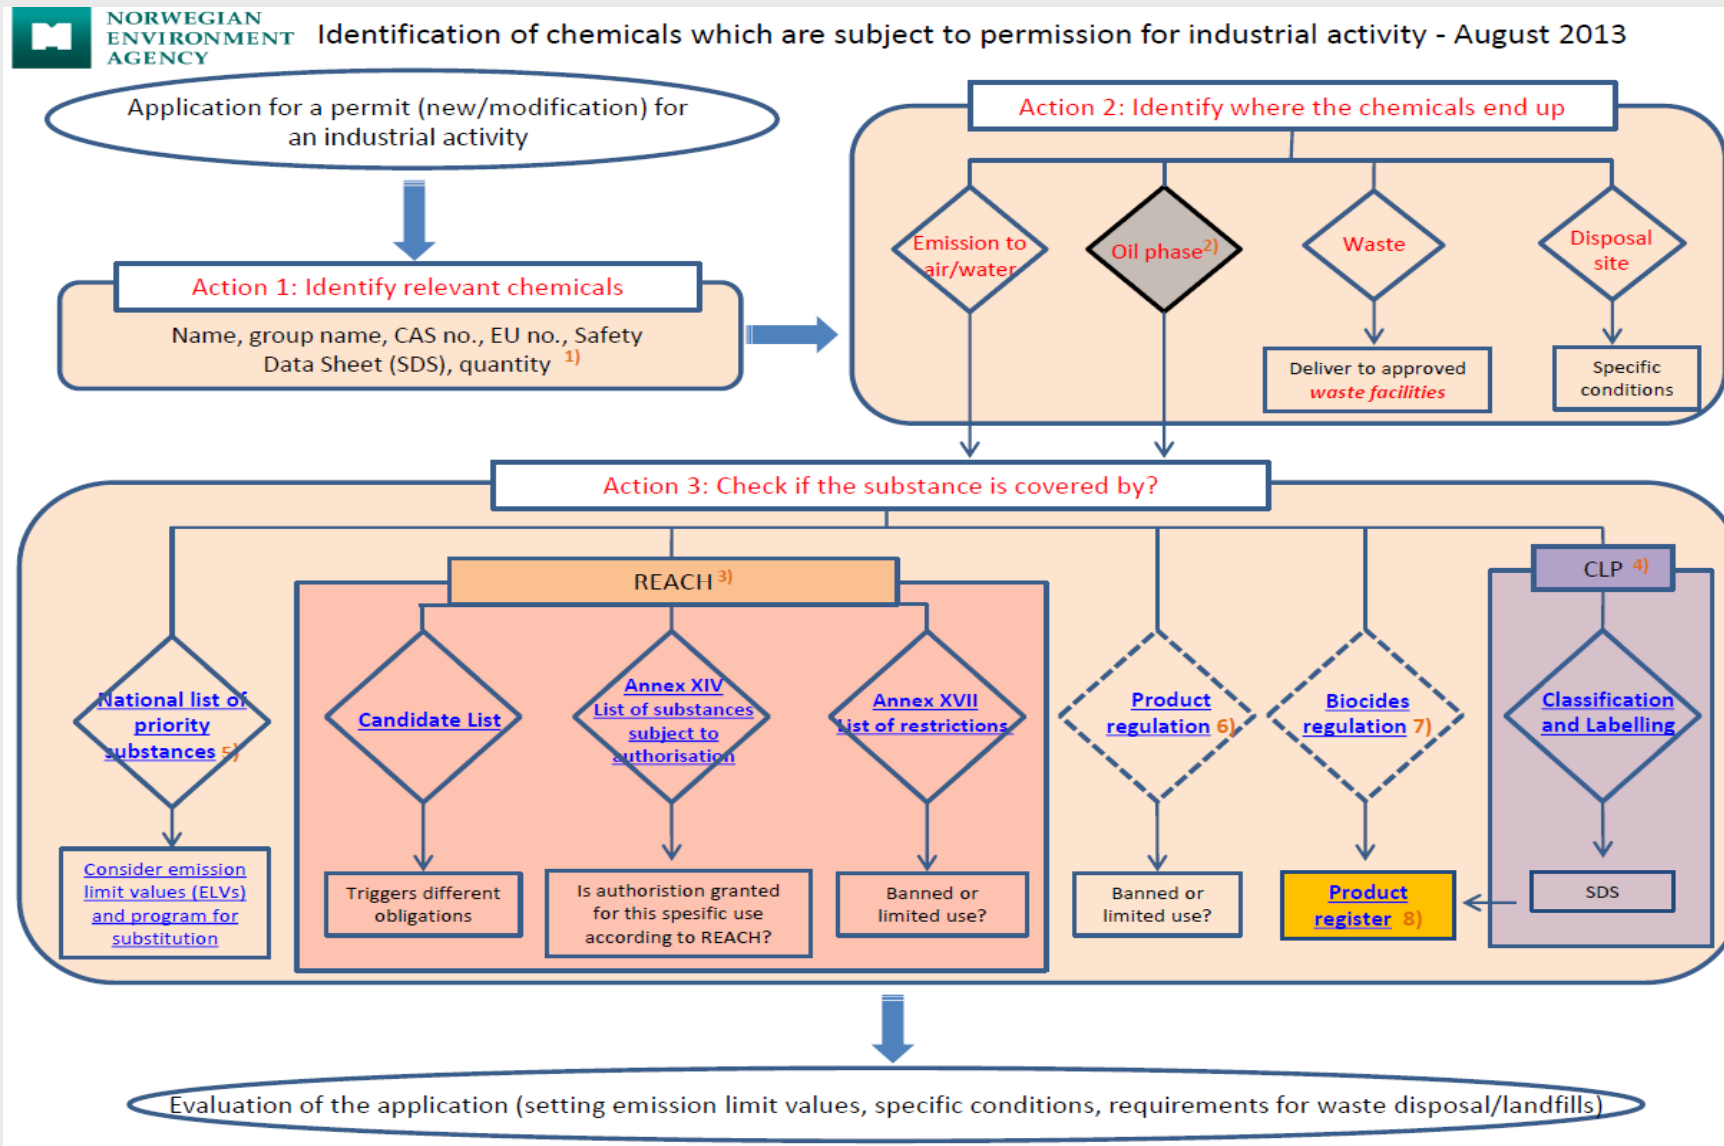 NORWEGIAN
ENVIRONMENT
AGENCY
Identification of chemicals which are subject to permission for industrial activity - August 2013
Application for a permit (new/modification) for
an industrial activity
Action 1: Identify relevant chemicals
Name, group name, CAS no., EU no., Safety
Data Sheet (SDS), quantity 1)
Action 2: Identify where the chemicals end up
Emission to
air/water
Oil phase2)
Waste
Disposal
site
Deliver to approved
waste facilities
Specific
conditions
Action 3: Check if the substance is covered by?
REACH 3)
CLP 4)
National list of
priority
substances 5)
Candidate List
Annex XIV
List of substances
subject to
authorisation
Annex XVII
List of restrictions
Product
regulation 6)
Biocides
regulation 7)
Classification
and Labelling
Consider emission
limit values (ELVs)
and program for
substitution
Triggers different
obligations
Is authoristion granted
for this spesific use
according to REACH?
Banned or
limited use?
Banned or
limited use?
Product
register 8)
SDS
Evaluation of the application (setting emission limit values, specific conditions, requirements for waste disposal/landfills)